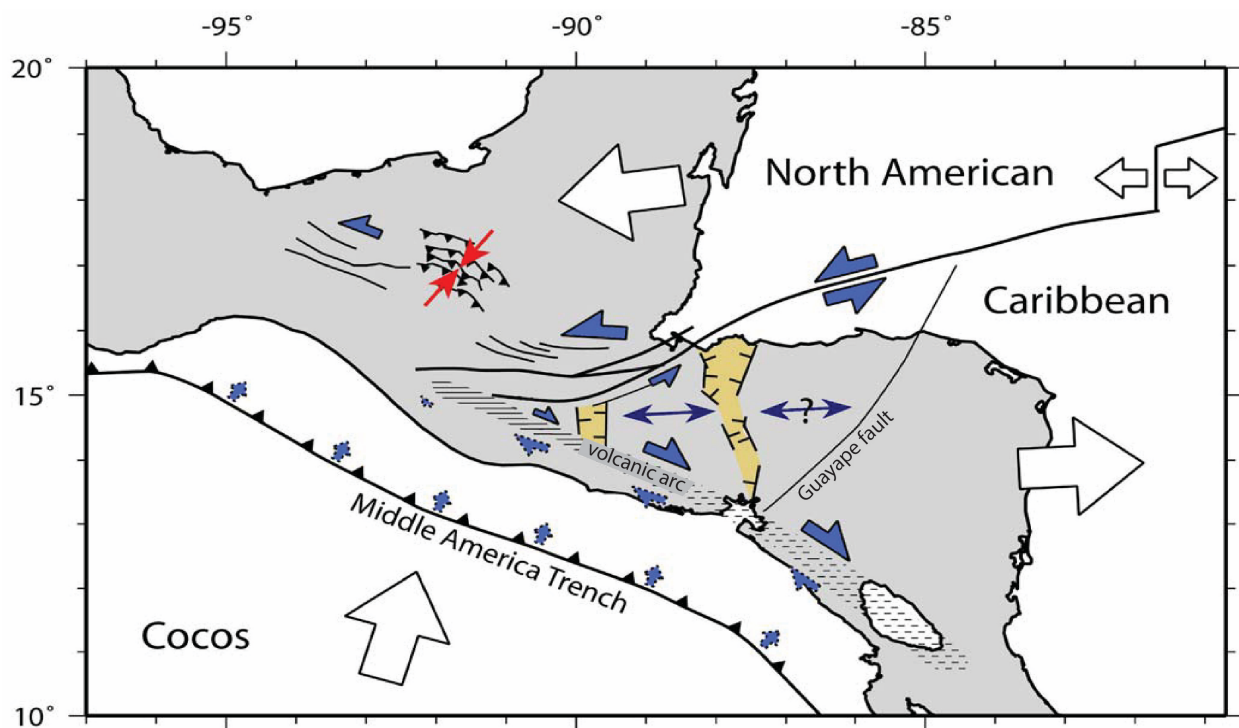 -95°
-90°
-85°
20°
North American
Caribbean
15°
?
volcanic arc
Guayape fault
Middle America Trench
Cocos
10°